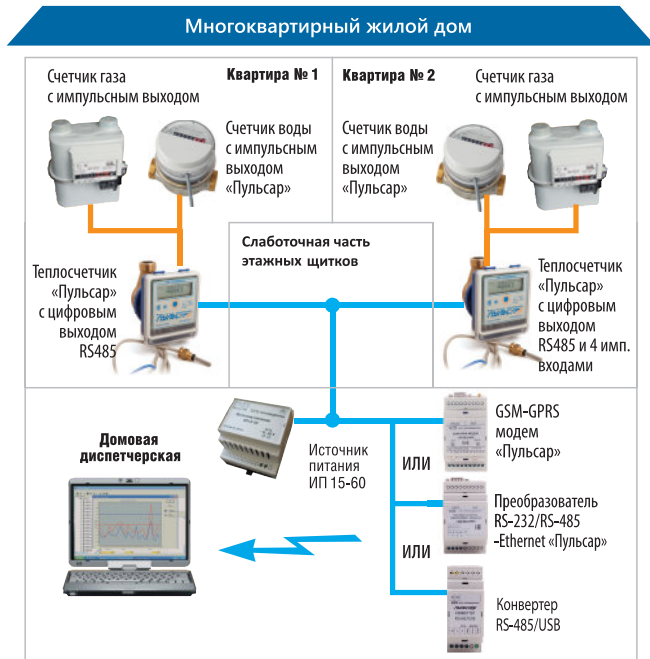 Многоквартирный жилой дом
Счетчик газа
с импульсным выходом
Квартира № 1
Квартира № 2
Счетчик газа
с импульсным выходом
Счетчик воды
с импульсным
выходом
«Пульсар»
Счетчик воды
с импульсным
выходом
«Пульсар»
Слаботочная часть
этажных щитков
Теплосчетчик
«Пульсар»
с цифровым
выходом
RS485
Теплосчетчик
«Пульсар»
с цифровым
выходом
RS485 и 4 имп.
входами
Домовая
диспетчерская
Источник
питания
ИП 15-60
GSM-GPRS
модем
«Пульсар»
ИЛИ
Преобразователь
RS-232/RS-485
-Ethernet «Пульсар»
ИЛИ
Конвертер
RS-485/USB